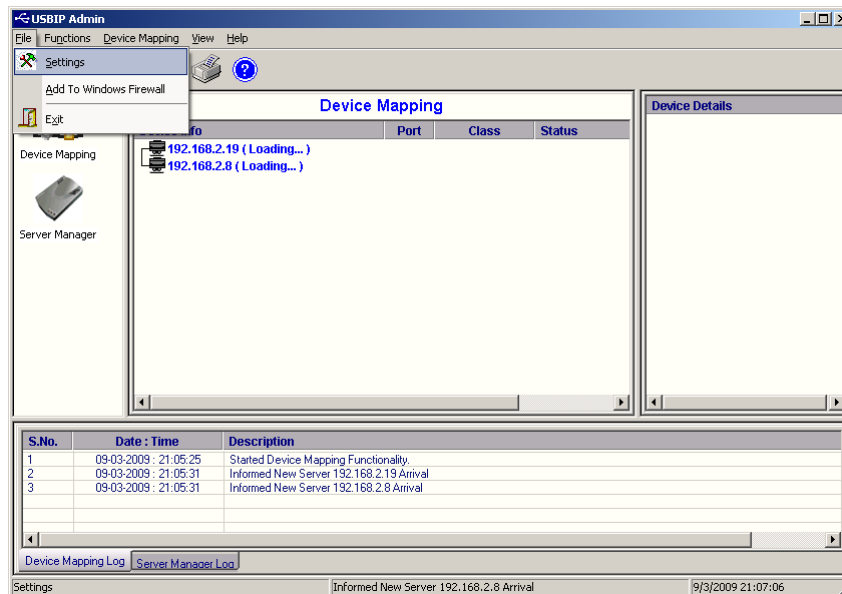 USBIP Admin
File Functions Device Mapping View Help
Settings
Add To Windows Firewall
Exit
Device Mapping
Server Manager
Device Mapping
Port Class Status
192.168.2.19 ( Loading... )
192.168.2.8 ( Loading... )
Device Details
S.No. Date : Time Description
1 09-03-2009 : 21:05:25 Started Device Mapping Functionality.
2 09-03-2009 : 21:05:31 Informed New Server 192.168.2.19 Arrival
3 09-03-2009 : 21:05:31 Informed New Server 192.168.2.8 Arrival
Device Mapping Log Server Manager Log
Settings Informed New Server 192.168.2.8 Arrival 9/3/2009 21:07:06